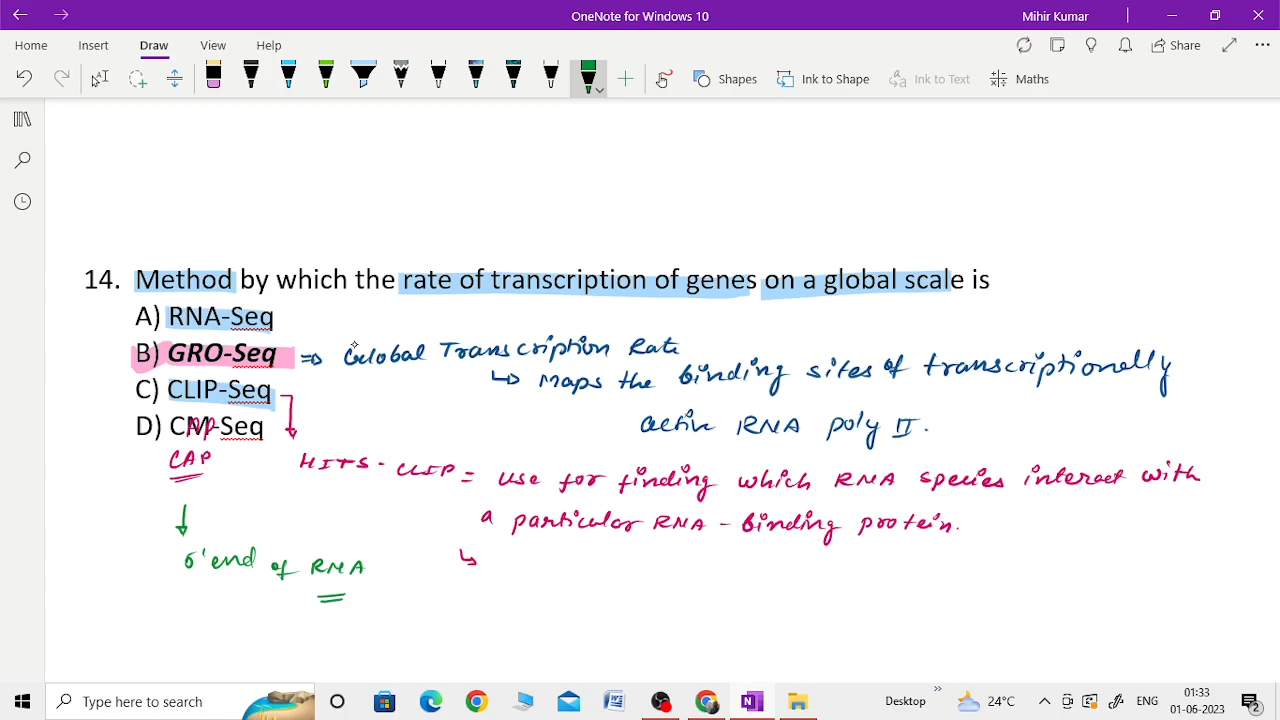 OneNote for Windows 10
Mihir Kumar
Home Insert Draw View Help
Share
Shapes Ink to Shape Ink to Text Maths
14. Method by which the rate of transcription of genes on a global scale is
A) RNA-Seq
B) GRO-Seq ⇒ Global Transcription Rate
↳ Maps the binding sites of transcriptionally
active RNA poly II.
C) CLIP-Seq
D) CM-Seq
CAP
HITS-CLIP = use for finding which RNA species interact with
a particular RNA-binding protein.
5' end of RNA
Type here to search
Desktop
24°C
ENG
01:33
01-06-2023
2